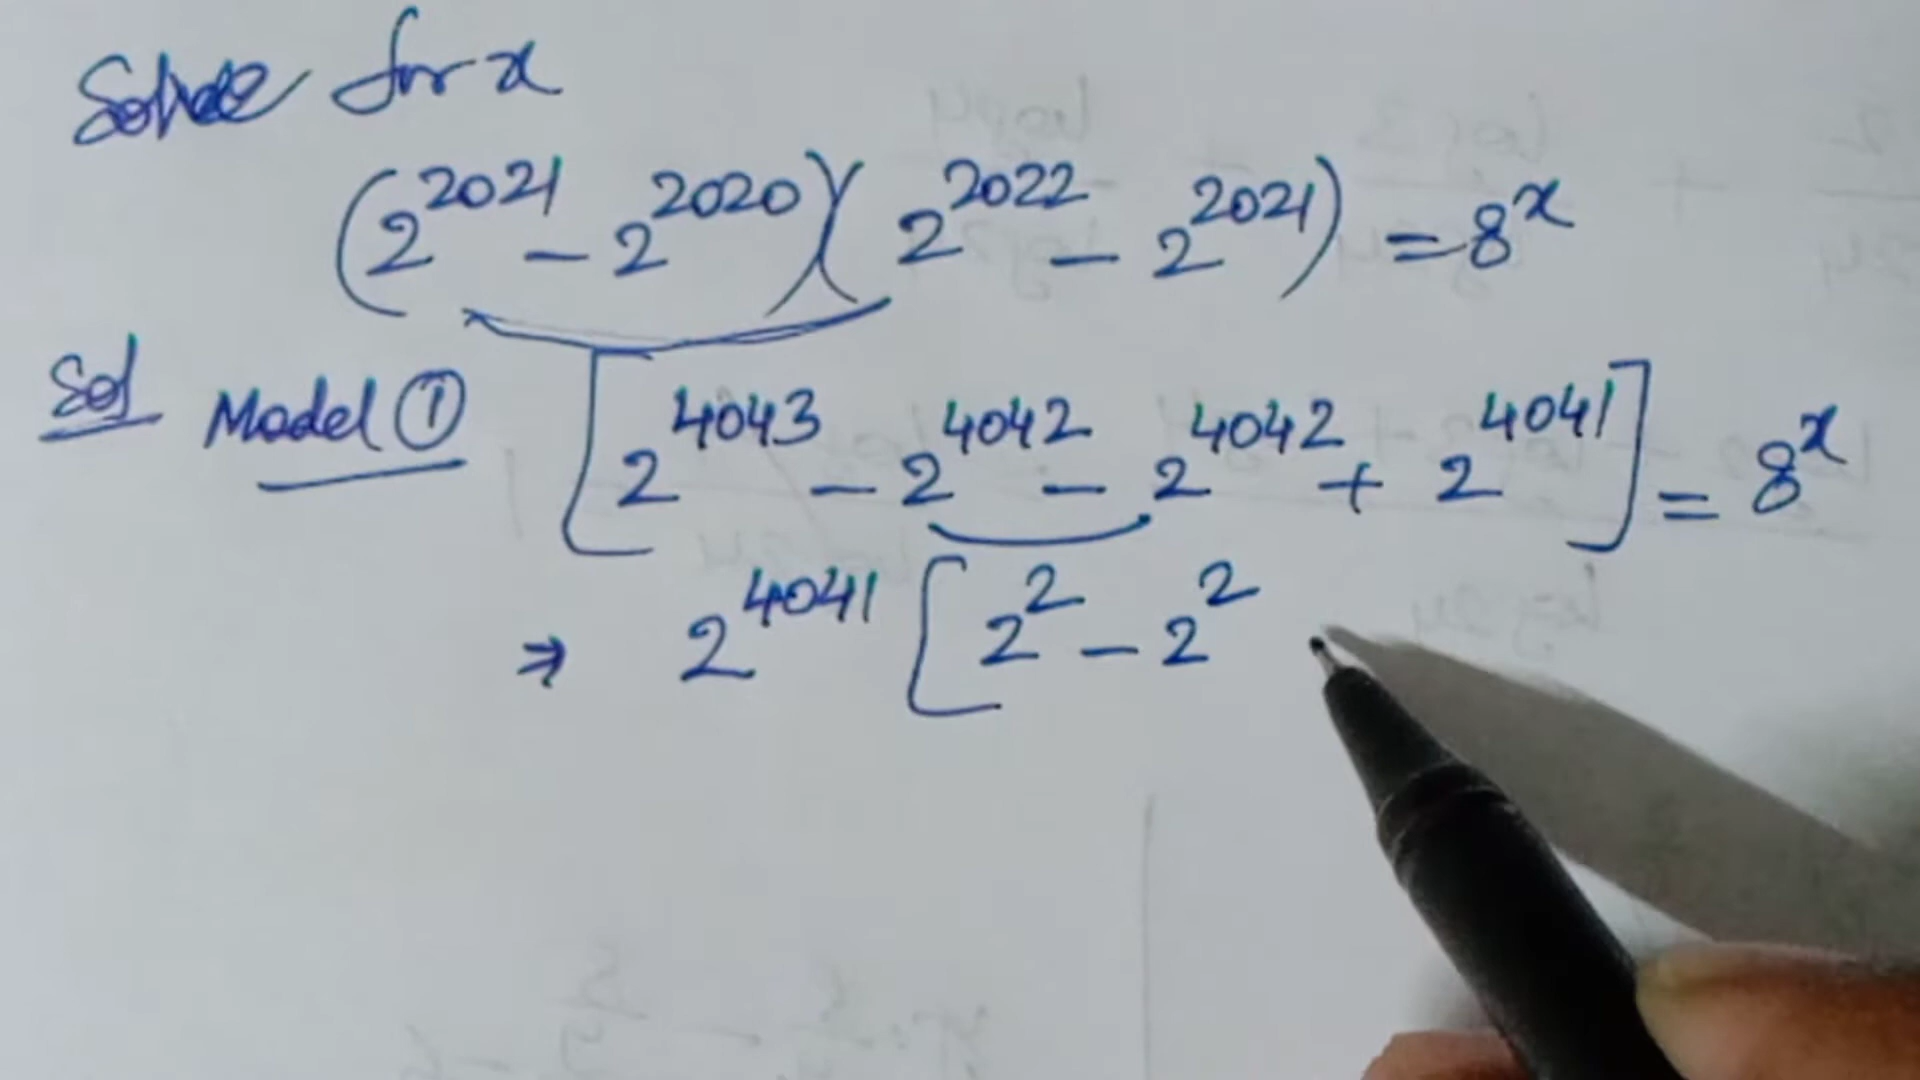 Solve for x
(2^2021 - 2^2020)(2^2022 - 2^2021) = 8^x
Sol Model ① [2^4043 - 2^4042 - 2^4042 + 2^4041] = 8^x
⇒ 2^4041 [2^2 - 2^2